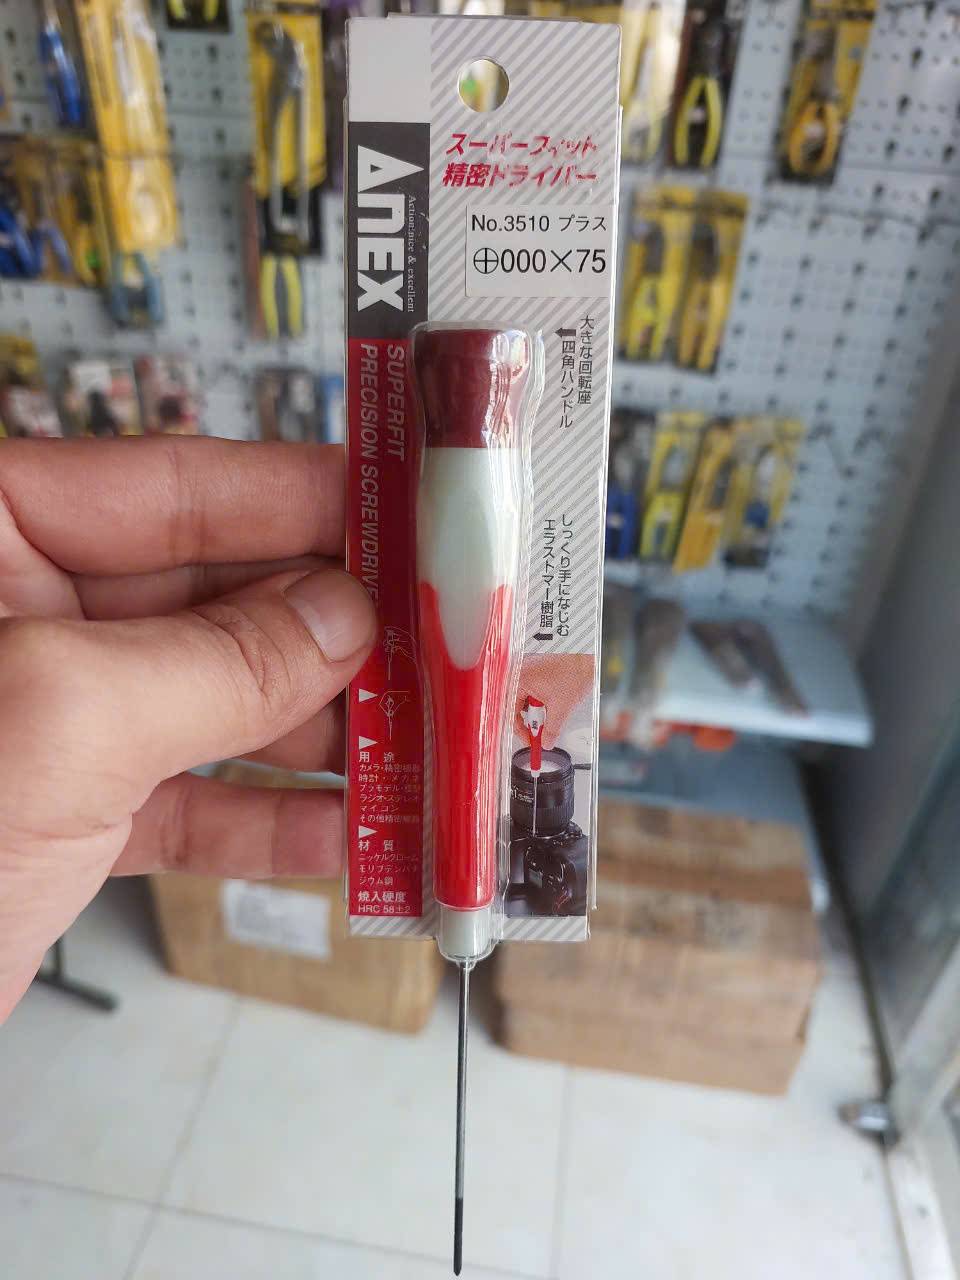 スーパーフィット
精密ドライバー
No.3510 プラス
⊕000×75
ANEX
Action:nice & excellent
SUPERFIT
PRECISION SCREWDRIVE
大きな回転座
四角ハンドル
しっくり手になじむ
エラストマー樹脂
用 途
カメラ・精密機器
時計・メガネ
プラモデル・模型
ラジオ・ステレオ
マイコン
その他精密機器
材 質
ニッケルクローム
モリブデンバナ
ジウム鋼
焼入硬度
HRC 58±2